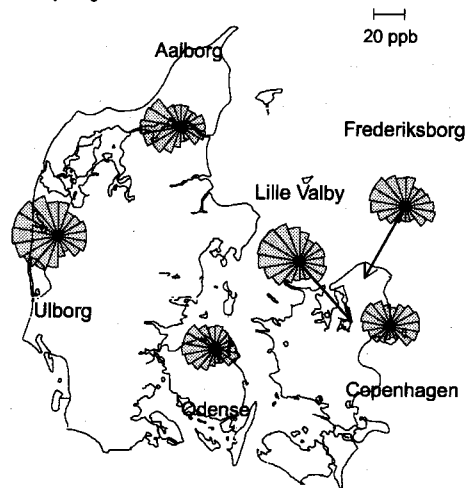 Aalborg
20 ppb
Frederiksborg
Lille Valby
Ulborg
Copenhagen
Odense